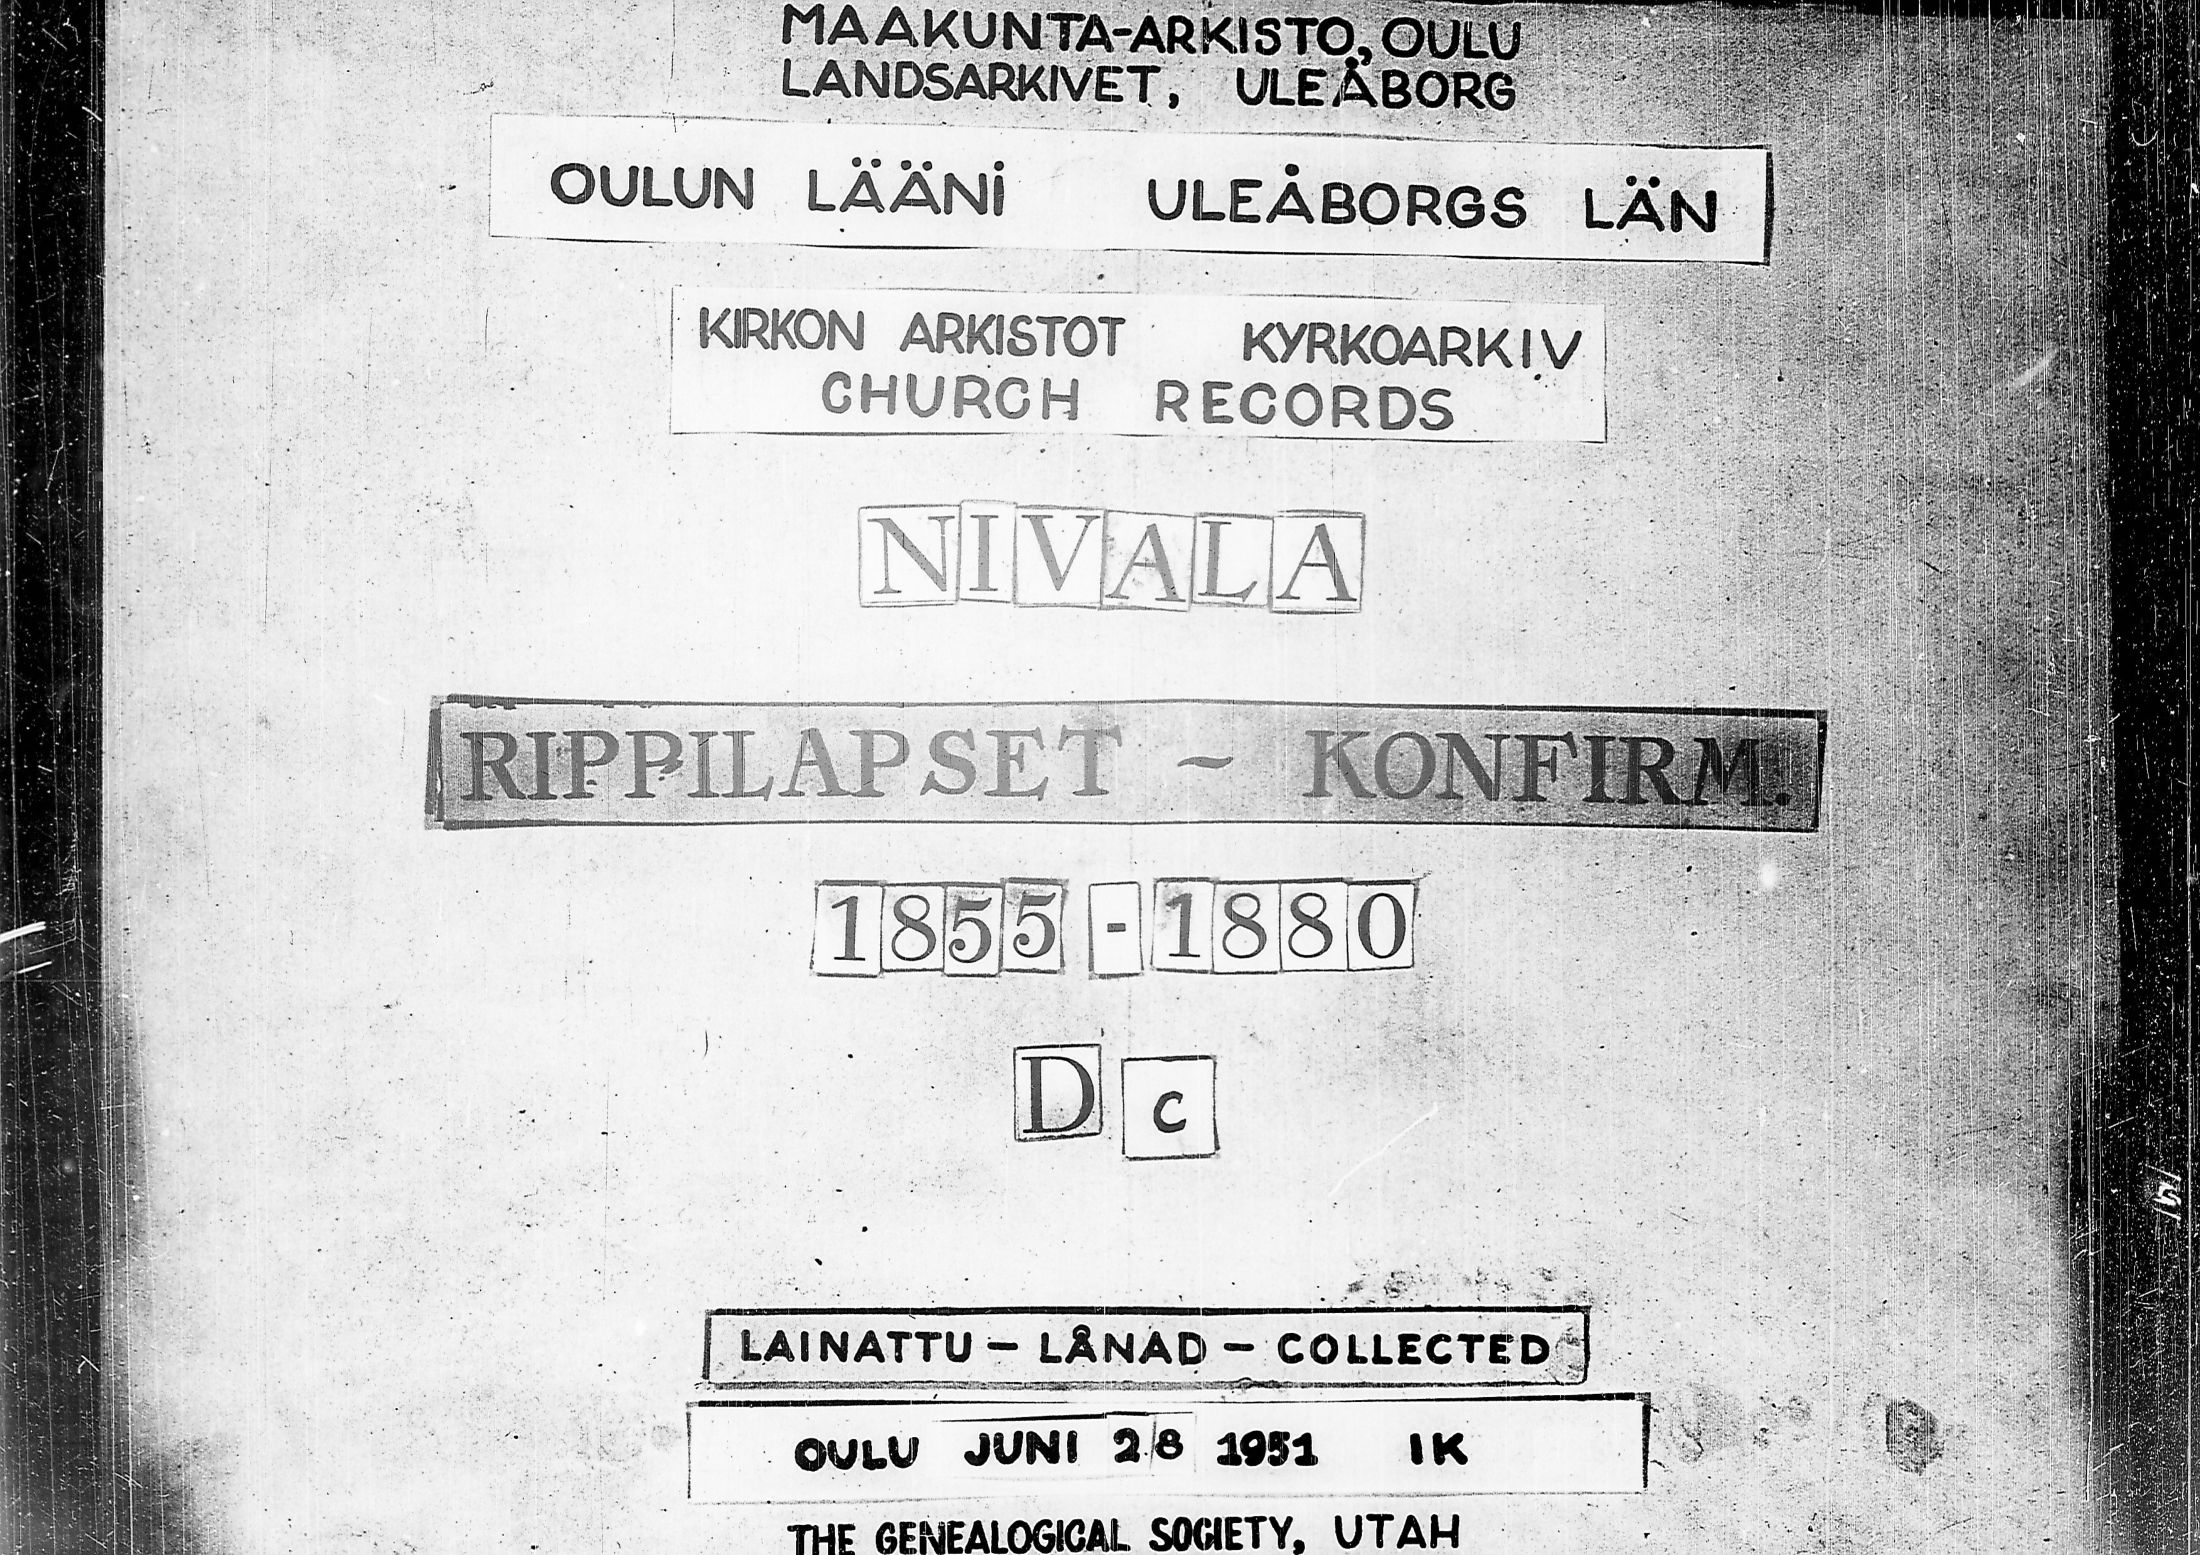 MAAKUNTA-ARKISTO, OULU
LANDSARKIVET, ULEÅBORG
OULUN LÄÄNI ULEÅBORGS LÄN
KIRKON ARKISTOT KYRKOARKIV
CHURCH RECORDS
NIVALA
RIPPILAPSET ~ KONFIRM.
1855-1880
D c
LAINATTU - LÅNAD - COLLECTED
OULU JUNI 28 1951 IK
THE GENEALOGICAL SOCIETY, UTAH